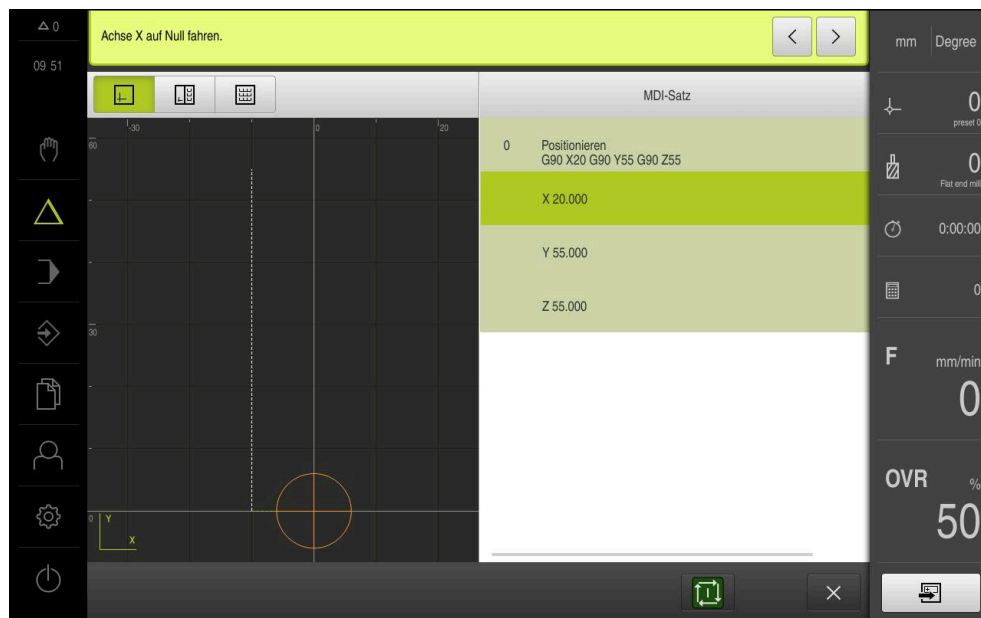 0
09 51
Achse X auf Null fahren.
mm
Degree
MDI-Satz
-30
0
20
60
30
0
Y
X
0
Positionieren
G90 X20 G90 Y55 G90 Z55
X 20.000
Y 55.000
Z 55.000
0
preset 0
0
Flat end mill
0:00:00
0
F
mm/min
0
OVR
%
50